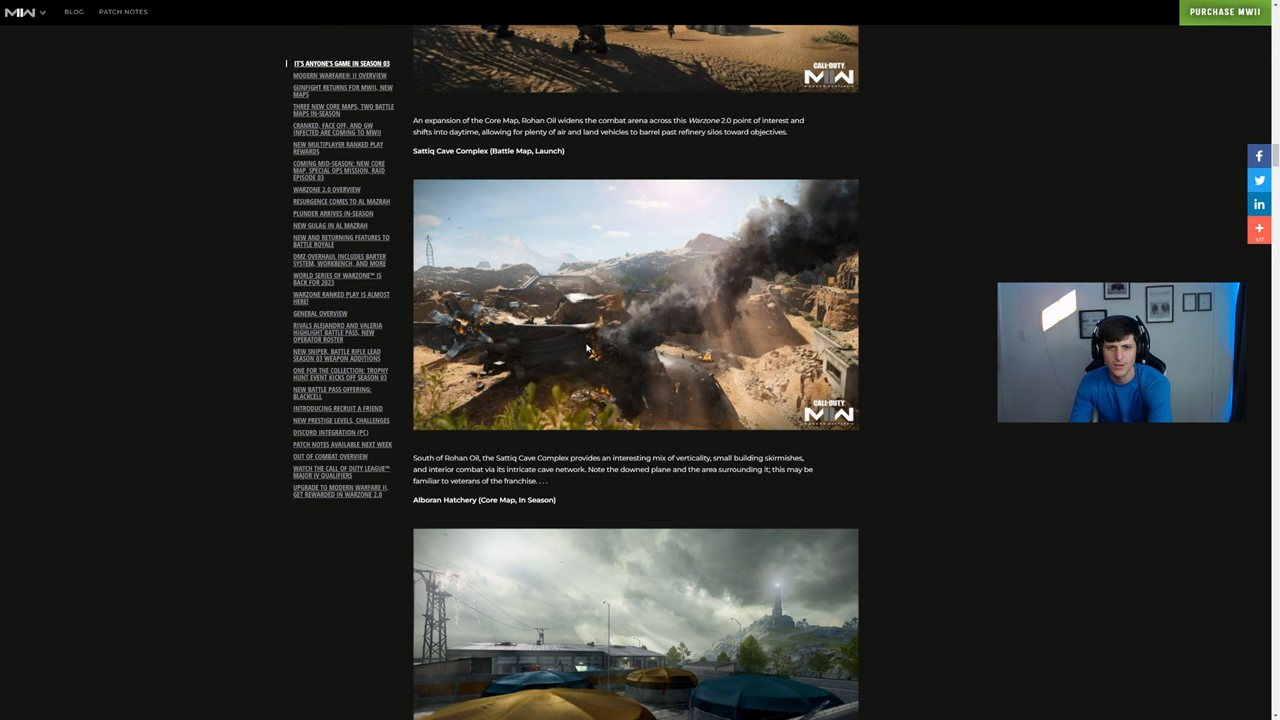 MW
BLOG
PATCH NOTES
PURCHASE MWII
IT'S ANYONE'S GAME IN SEASON 03
MODERN WARFARE® II OVERVIEW
GUNFIGHT RETURNS FOR MWII, NEW
MAPS
THREE NEW CORE MAPS, TWO BATTLE
MAPS IN-SEASON
CRANKED, FACE OFF, AND GW
INFECTED ARE COMING TO MWII
NEW MULTIPLAYER RANKED PLAY
REWARDS
COMING MID-SEASON: NEW CORE
MAP, SPECIAL OPS MISSION, RAID
EPISODE 03
WARZONE 2.0 OVERVIEW
RESURGENCE COMES TO AL MAZRAH
PLUNDER ARRIVES IN-SEASON
NEW GULAG IN AL MAZRAH
NEW AND RETURNING FEATURES TO
BATTLE ROYALE
DMZ OVERHAUL INCLUDES BARTER
SYSTEM, WORKBENCH, AND MORE
WORLD SERIES OF WARZONE™ IS
BACK FOR 2023
WARZONE RANKED PLAY IS ALMOST
HERE!
GENERAL OVERVIEW
RIVALS ALEJANDRO AND VALERIA
HIGHLIGHT BATTLE PASS, NEW
OPERATOR ROSTER
NEW SNIPER, BATTLE RIFLE LEAD
SEASON 03 WEAPON ADDITIONS
ONE FOR THE COLLECTION: TROPHY
HUNT EVENT KICKS OFF SEASON 03
NEW BATTLE PASS OFFERING:
BLACKCELL
INTRODUCING RECRUIT A FRIEND
NEW PRESTIGE LEVELS, CHALLENGES
DISCORD INTEGRATION (PC)
PATCH NOTES AVAILABLE NEXT WEEK
OUT OF COMBAT OVERVIEW
WATCH THE CALL OF DUTY LEAGUE™
MAJOR IV QUALIFIERS
UPGRADE TO MODERN WARFARE II,
GET REWARDED IN WARZONE 2.0
CALL OF DUTY
MW
An expansion of the Core Map, Rohan Oil widens the combat arena across this Warzone 2.0 point of interest and
shifts into daytime, allowing for plenty of air and land vehicles to barrel past refinery silos toward objectives.
Sattiq Cave Complex (Battle Map, Launch)
CALL OF DUTY
MW
South of Rohan Oil, the Sattiq Cave Complex provides an interesting mix of verticality, small building skirmishes,
and interior combat via its intricate cave network. Note the downed plane and the area surrounding it; this may be
familiar to veterans of the franchise. . . .
Alboran Hatchery (Core Map, In Season)
f
in
+
177